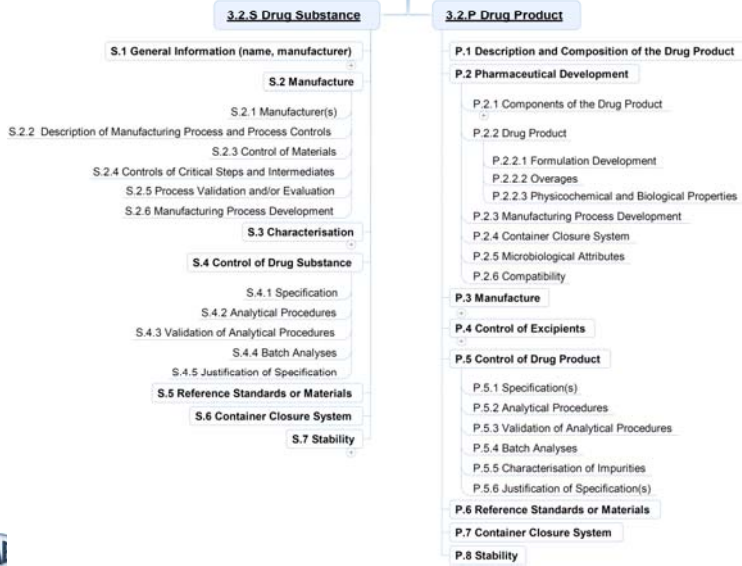 3.2.S Drug Substance
S.1 General Information (name, manufacturer)
S.2 Manufacture
S.2.1 Manufacturer(s)
S.2.2 Description of Manufacturing Process and Process Controls
S.2.3 Control of Materials
S.2.4 Controls of Critical Steps and Intermediates
S.2.5 Process Validation and/or Evaluation
S.2.6 Manufacturing Process Development
S.3 Characterisation
S.4 Control of Drug Substance
S.4.1 Specification
S.4.2 Analytical Procedures
S.4.3 Validation of Analytical Procedures
S.4.4 Batch Analyses
S.4.5 Justification of Specification
S.5 Reference Standards or Materials
S.6 Container Closure System
S.7 Stability
3.2.P Drug Product
P.1 Description and Composition of the Drug Product
P.2 Pharmaceutical Development
P.2.1 Components of the Drug Product
P.2.2 Drug Product
P.2.2.1 Formulation Development
P.2.2.2 Overages
P.2.2.3 Physicochemical and Biological Properties
P.2.3 Manufacturing Process Development
P.2.4 Container Closure System
P.2.5 Microbiological Attributes
P.2.6 Compatibility
P.3 Manufacture
P.4 Control of Excipients
P.5 Control of Drug Product
P.5.1 Specification(s)
P.5.2 Analytical Procedures
P.5.3 Validation of Analytical Procedures
P.5.4 Batch Analyses
P.5.5 Characterisation of Impurities
P.5.6 Justification of Specification(s)
P.6 Reference Standards or Materials
P.7 Container Closure System
P.8 Stability